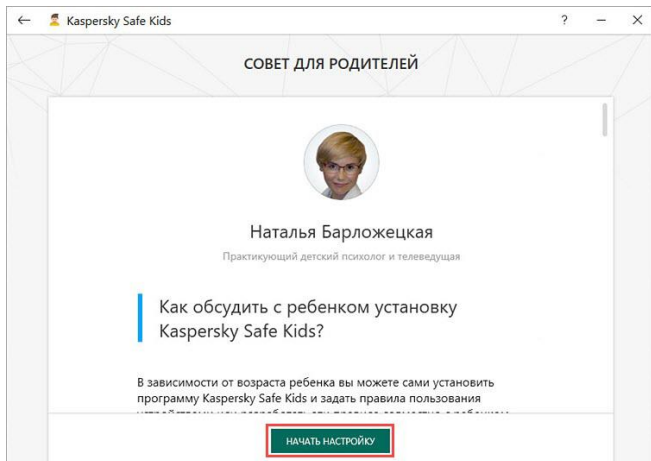 Kaspersky Safe Kids
?
СОВЕТ ДЛЯ РОДИТЕЛЕЙ
Наталья Барложецкая
Практикующий детский психолог и телеведущая
Как обсудить с ребенком установку
Kaspersky Safe Kids?
В зависимости от возраста ребенка вы можете сами установить
программу Kaspersky Safe Kids и задать правила пользования
НАЧАТЬ НАСТРОЙКУ